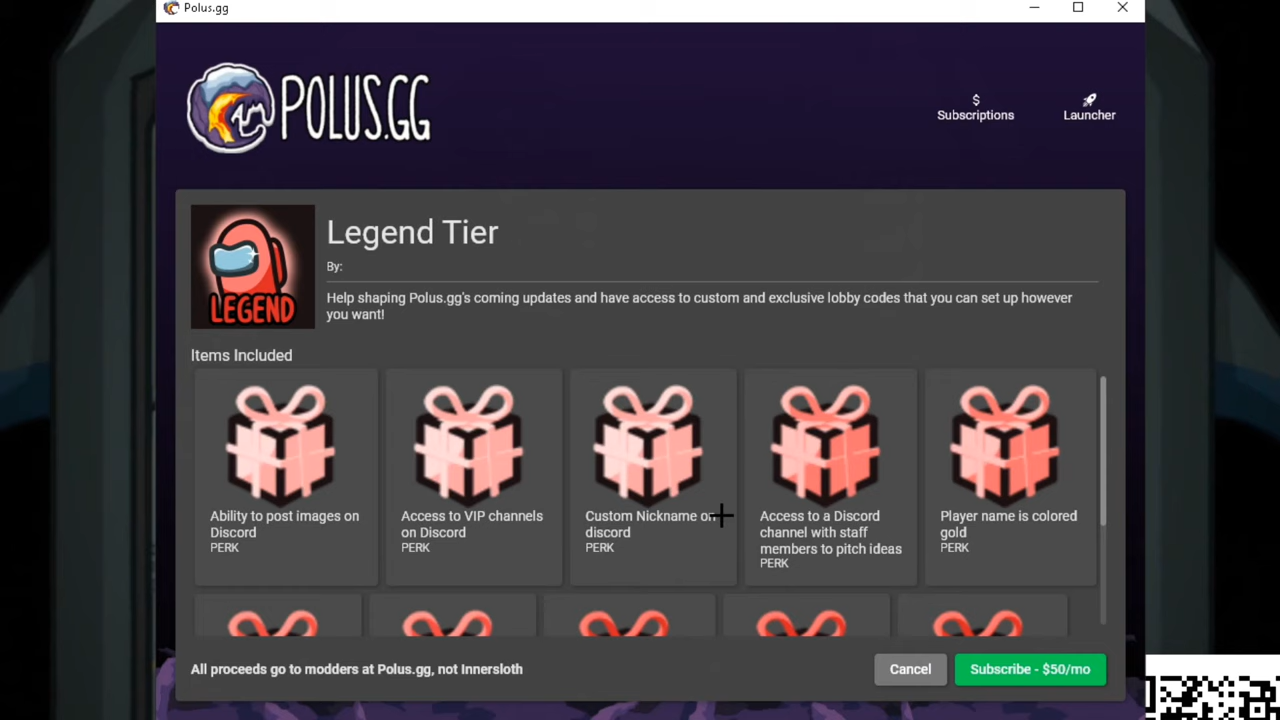 Polus.gg
POLUS.GG
$
Subscriptions
Launcher
LEGEND
Legend Tier
By:
Help shaping Polus.gg's coming updates and have access to custom and exclusive lobby codes that you can set up however
you want!
Items Included
Ability to post images on
Discord
PERK
Access to VIP channels
on Discord
PERK
Custom Nickname on
discord
PERK
Access to a Discord
channel with staff
members to pitch ideas
PERK
Player name is colored
gold
PERK
All proceeds go to modders at Polus.gg, not Innersloth
Cancel
Subscribe - $50/mo